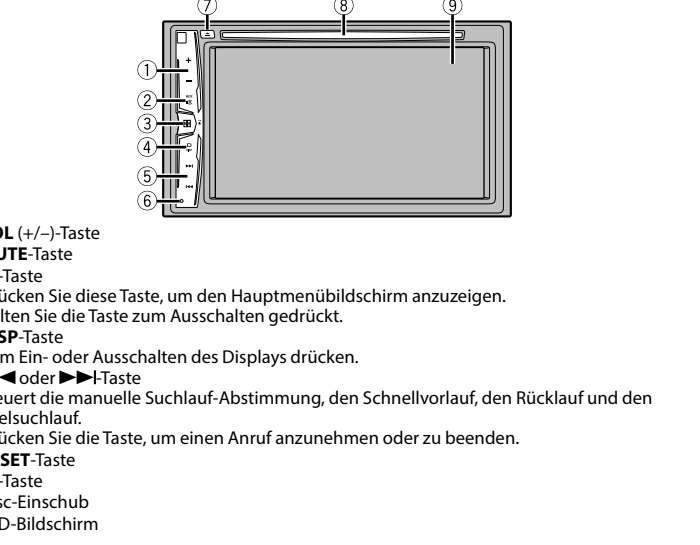 ⑦ ⑧ ⑨
①
②
③
④
⑤
⑥
OL (+/–)-Taste
UTE-Taste
-Taste
ücken Sie diese Taste, um den Hauptmenübildschirm anzuzeigen.
lten Sie die Taste zum Ausschalten gedrückt.
SP-Taste
m Ein- oder Ausschalten des Displays drücken.
◀ oder ▶▶I-Taste
euert die manuelle Suchlauf-Abstimmung, den Schnellvorlauf, den Rücklauf und den
elsuchlauf.
ücken Sie die Taste, um einen Anruf anzunehmen oder zu beenden.
SET-Taste
-Taste
sc-Einschub
D-Bildschirm